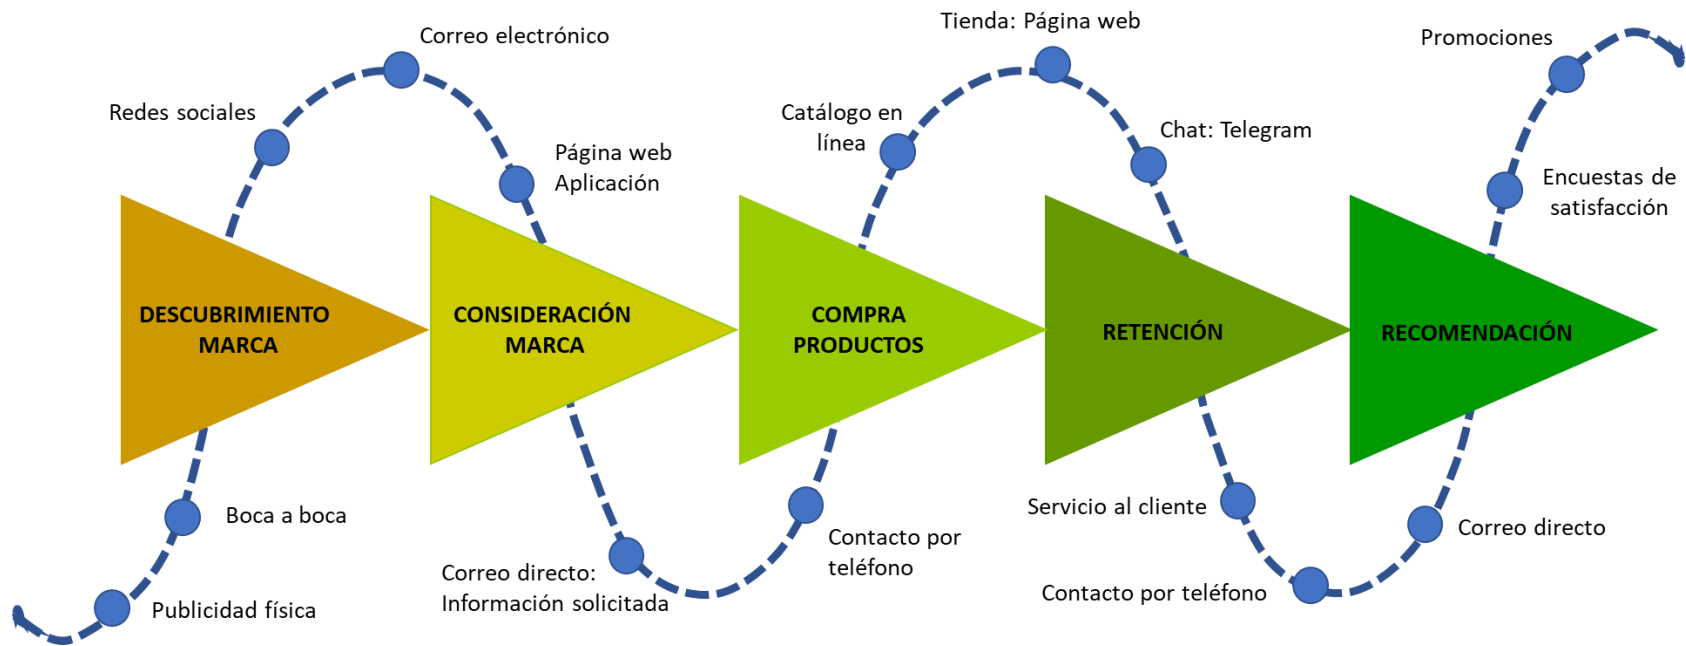 Publicidad física
Boca a boca
DESCUBRIMIENTO
MARCA
Redes sociales
Correo electrónico
Página web
Aplicación
CONSIDERACIÓN
MARCA
Correo directo:
Información solicitada
Contacto por
teléfono
COMPRA
PRODUCTOS
Catálogo en
línea
Tienda: Página web
Chat: Telegram
RETENCIÓN
Servicio al cliente
Contacto por teléfono
Correo directo
RECOMENDACIÓN
Encuestas de
satisfacción
Promociones